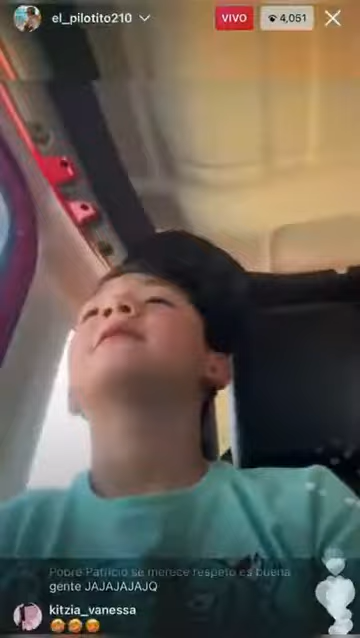 el_pilotito210
VIVO
4,051
Pobre Patricio se merece respeto es buena
gente JAJAJAJAJQ
kitzia_vanessa